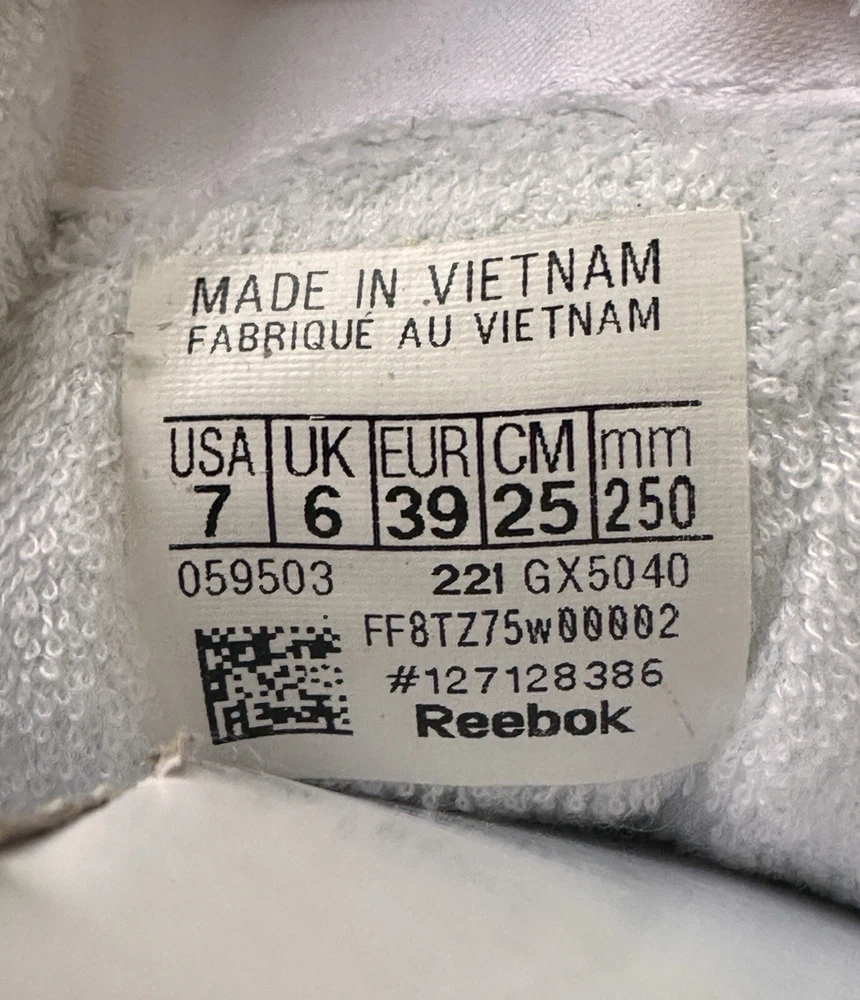 MADE IN VIETNAM
FABRIQUÉ AU VIETNAM
USA UK EUR CM mm
7 6 39 25 250
059503 221 GX5040
FF8TZ75w00002
#127128386
Reebok